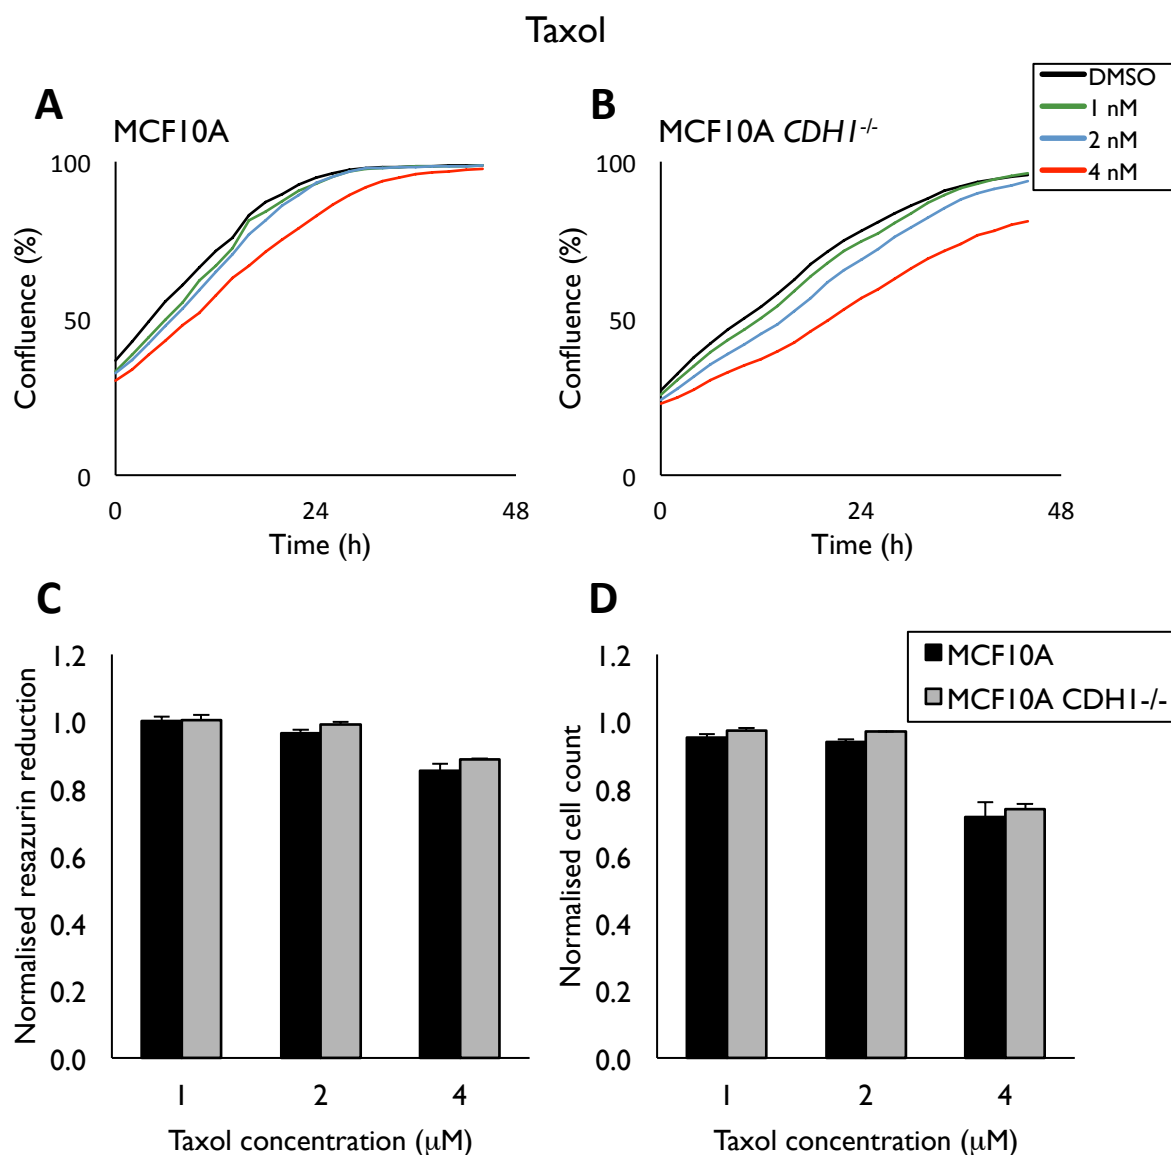 Taxol
A
MCF10A
Confluence (%)
100
50
0
0
24
48
Time (h)
B
MCF10A CDH1-/-
DMSO
1 nM
2 nM
4 nM
Confluence (%)
100
50
0
0
24
48
Time (h)
C
Normalised resazurin reduction
1.2
1.0
0.8
0.6
0.4
0.2
0.0
1
2
4
Taxol concentration (μM)
D
MCF10A
MCF10A CDH1-/-
Normalised cell count
1.2
1.0
0.8
0.6
0.4
0.2
0.0
1
2
4
Taxol concentration (μM)